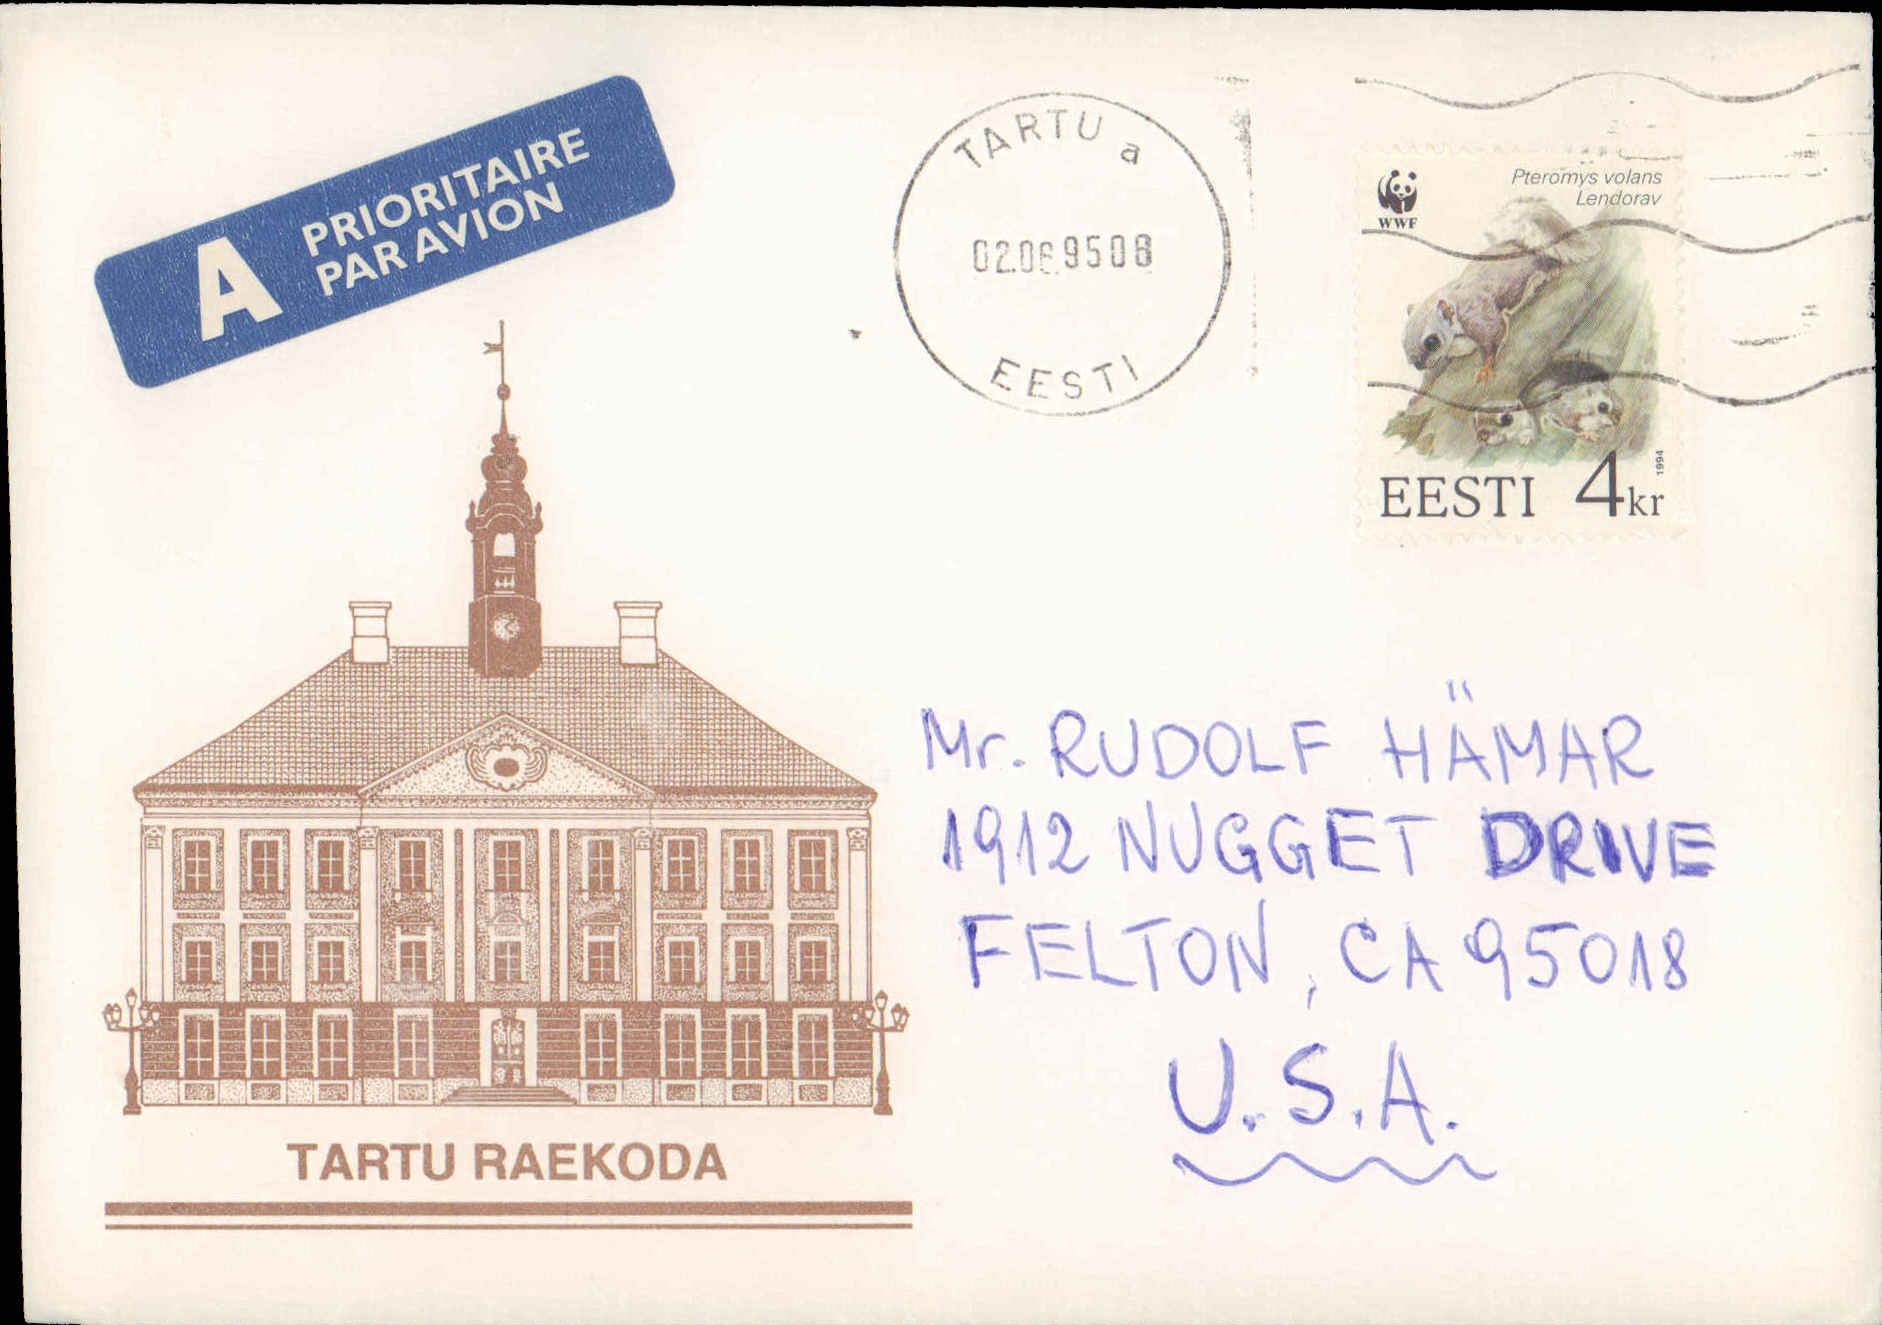 A PRIORITAIRE
PAR AVION
TARTU a
02.06.95 08
EESTI
WWF
Pteromys volans
Lendorav
1994
EESTI 4kr
Mr. RUDOLF HÄMAR
1912 NUGGET DRIVE
FELTON, CA 95018
U.S.A.
TARTU RAEKODA